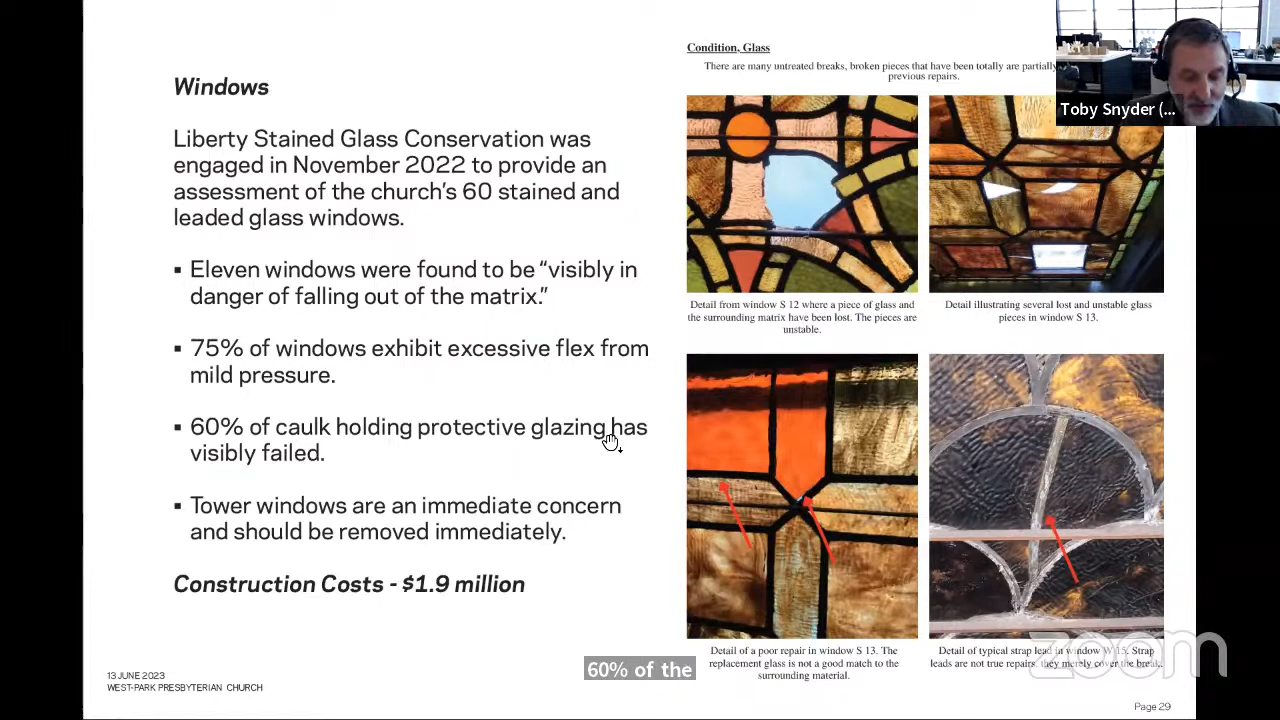 Windows
Liberty Stained Glass Conservation was
engaged in November 2022 to provide an
assessment of the church's 60 stained and
leaded glass windows.
▪ Eleven windows were found to be “visibly in
danger of falling out of the matrix.”
▪ 75% of windows exhibit excessive flex from
mild pressure.
▪ 60% of caulk holding protective glazing has
visibly failed.
▪ Tower windows are an immediate concern
and should be removed immediately.
Construction Costs - $1.9 million
13 JUNE 2023
WEST-PARK PRESBYTERIAN CHURCH
Condition, Glass
There are many untreated breaks, broken pieces that have been totally are partially
previous repairs.
Toby Snyder (...
Detail from window S 12 where a piece of glass and
the surrounding matrix have been lost. The pieces are
unstable.
Detail illustrating several lost and unstable glass
pieces in window S 13.
Detail of a poor repair in window S 13. The
replacement glass is not a good match to the
surrounding material.
Detail of typical strap lead in window W 15. Strap
leads are not true repairs, they merely cover the break.
60% of the
zoom
Page 29